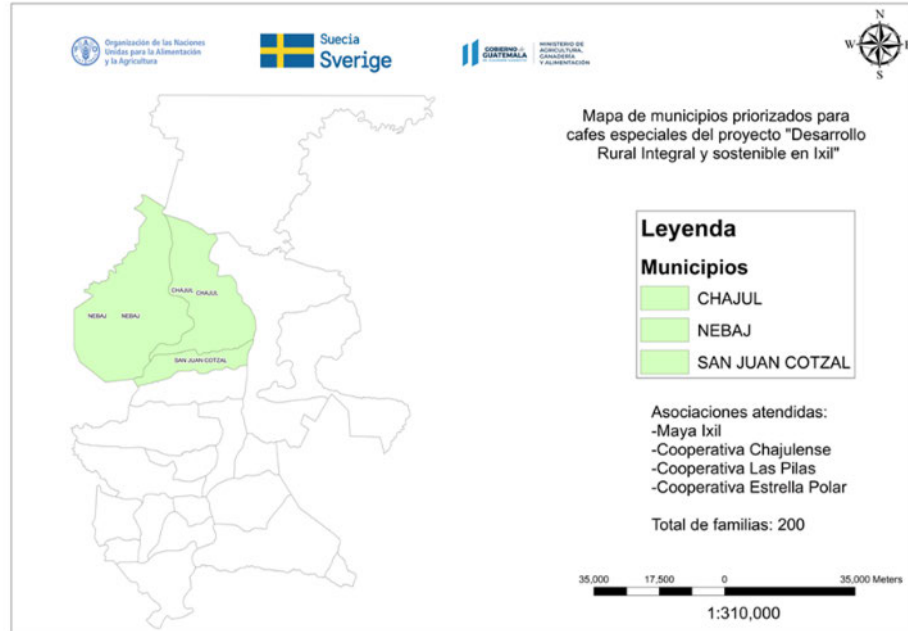 Organización de las Naciones
Unidas para la Alimentación
y la Agricultura
Suecia
Sverige
GOBIERNO de
GUATEMALA
MINISTERIO DE
AGRICULTURA,
GANADERÍA
Y ALIMENTACIÓN
N
W
E
S
Mapa de municipios priorizados para
cafes especiales del proyecto "Desarrollo
Rural Integral y sostenible en Ixil"
CHAJUL
CHAJUL
NEBAJ
NEBAJ
SAN JUAN COTZAL
Leyenda
Municipios
CHAJUL
NEBAJ
SAN JUAN COTZAL
Asociaciones atendidas:
-Maya Ixil
-Cooperativa Chajulense
-Cooperativa Las Pilas
-Cooperativa Estrella Polar
Total de familias: 200
35,000 17,500 0 35,000 Meters
1:310,000